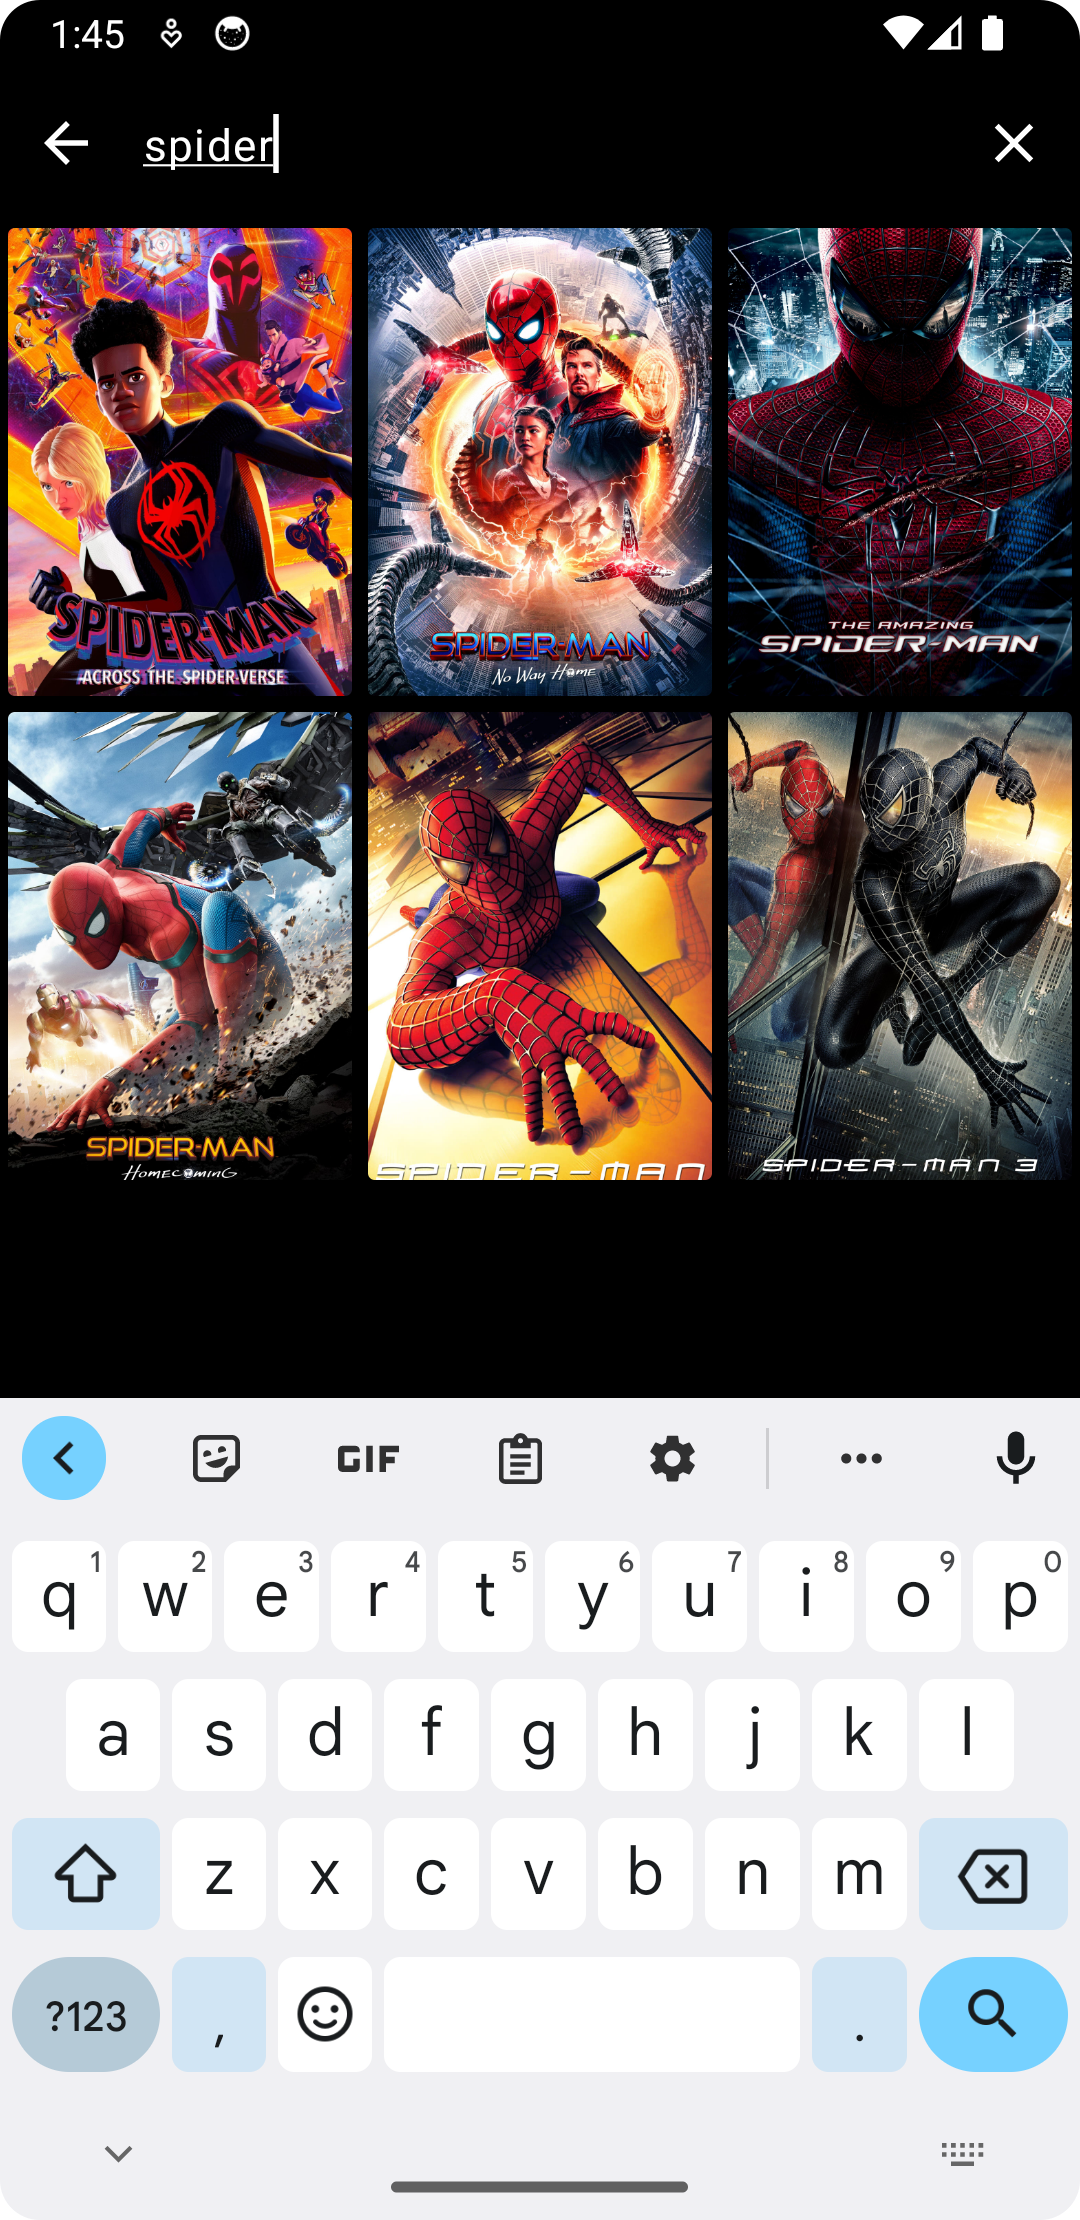 1:45
spider
SPIDER-MAN
ACROSS THE SPIDER-VERSE
SPIDER-MAN
No Way Home
THE AMAZING
SPIDER-MAN
SPIDER-MAN
HomecominG
SPIDER-MAN
SPIDER-MAN 3
GIF
q 1 w 2 e 3 r 4 t 5 y 6 u 7 i 8 o 9 p 0
a s d f g h j k l
z x c v b n m
?123 , .